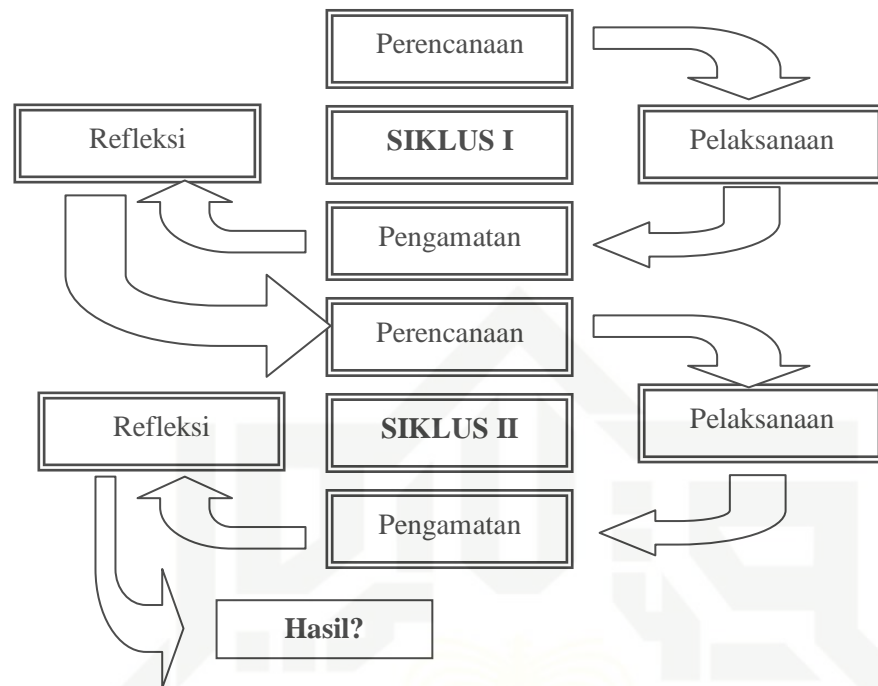 Perencanaan
Refleksi
SIKLUS I
Pelaksanaan
Pengamatan
Perencanaan
Refleksi
SIKLUS II
Pelaksanaan
Pengamatan
Hasil?